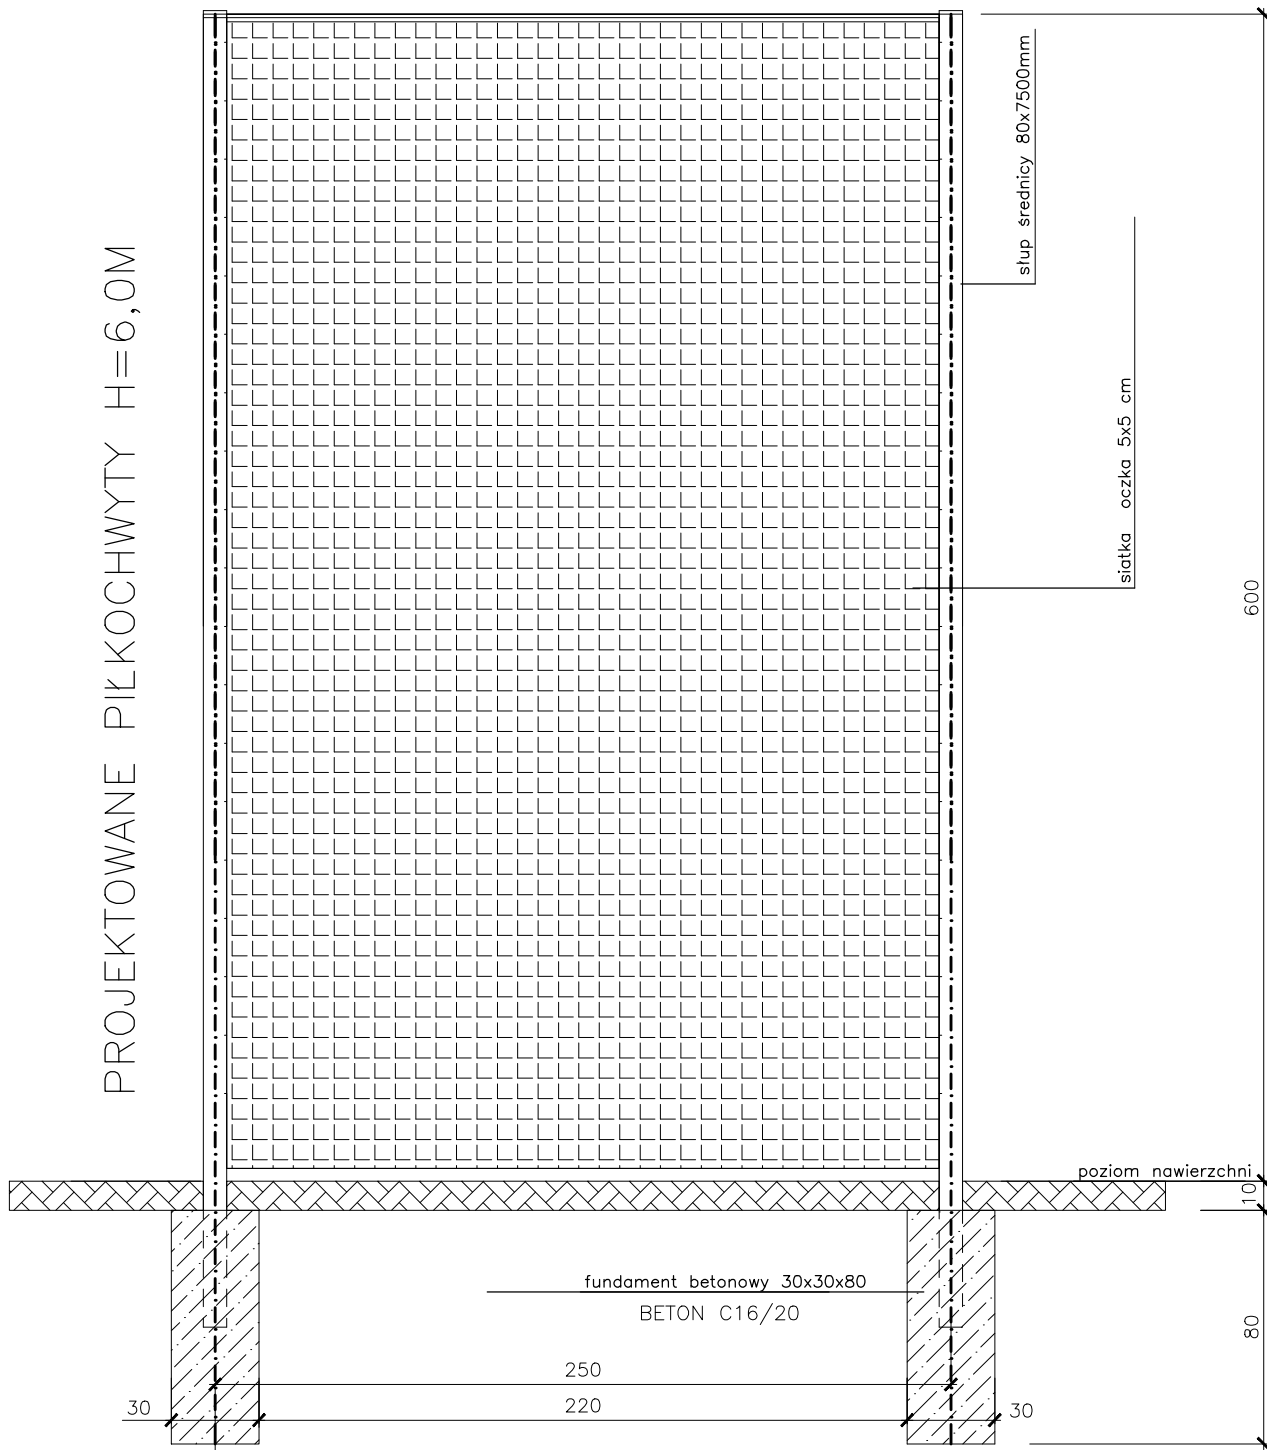 PROJEKTOWANE PIŁKOCHWYTY H=6,0M
słup średnicy 80x7500mm
siatka oczka 5x5 cm
600
poziom nawierzchni
10
fundament betonowy 30x30x80
BETON C16/20
80
250
30
220
30